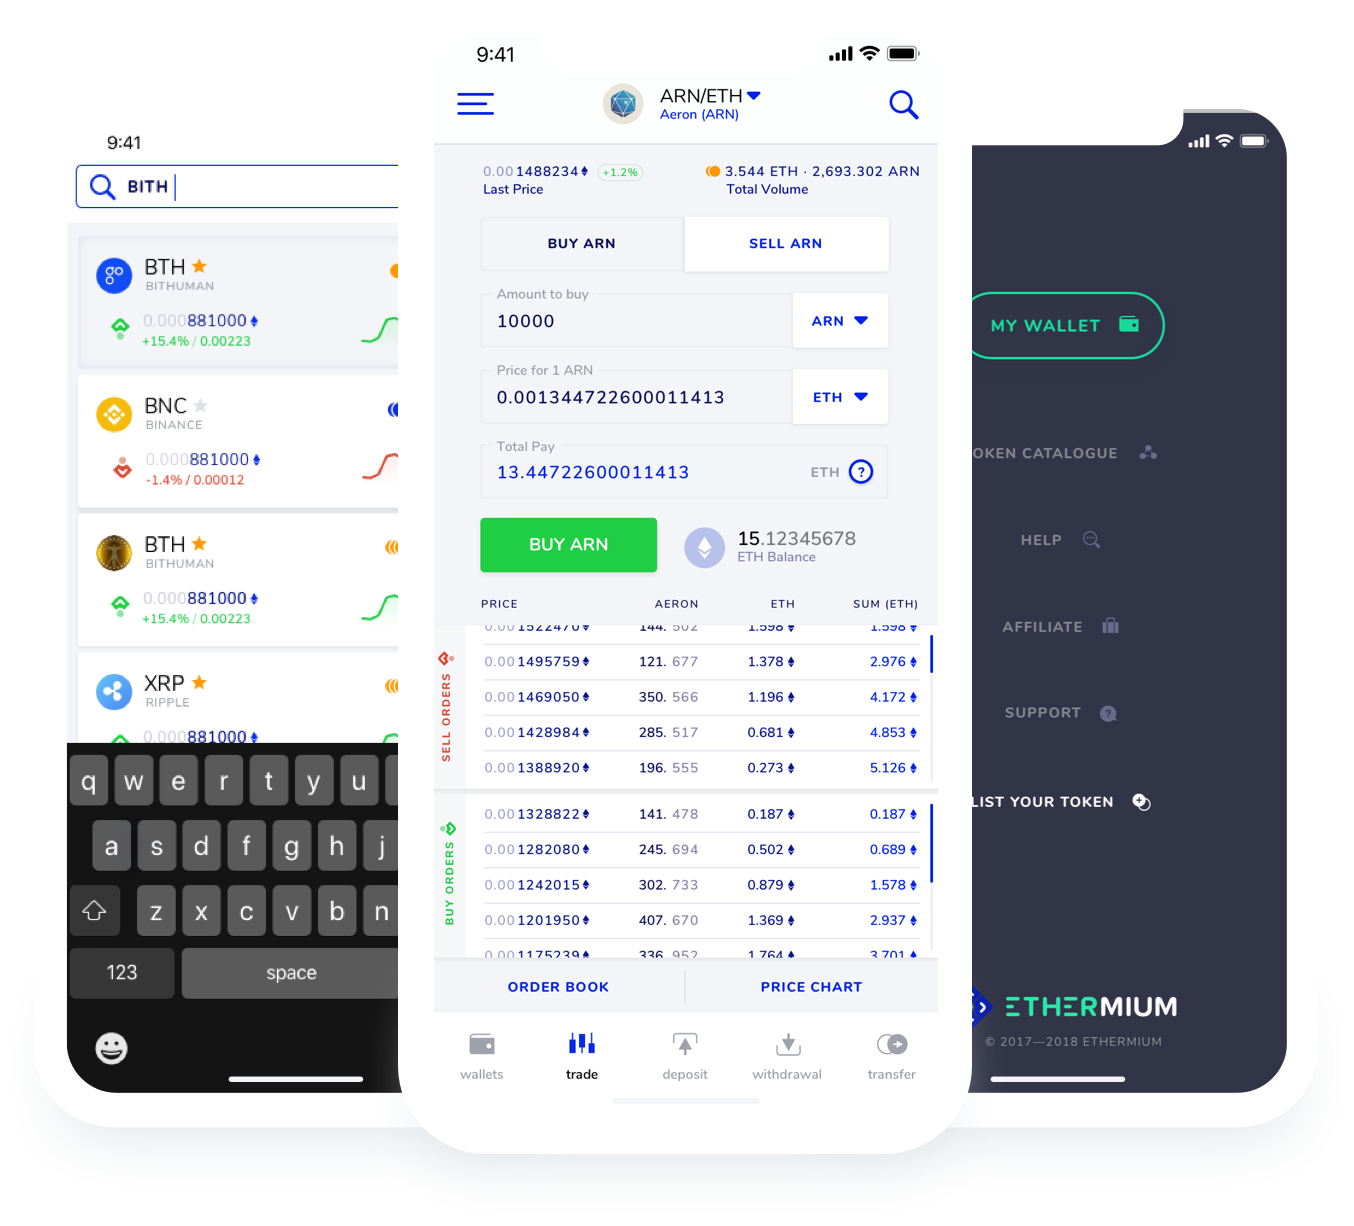 9:41
BITH
BTH
BITHUMAN
0.000881000
+15.4% / 0.00223
BNC
BINANCE
0.000881000
-1.4% / 0.00012
BTH
BITHUMAN
0.000881000
+15.4% / 0.00223
XRP
RIPPLE
0.000881000
q w e r t y u
a s d f g h j
z x c v b n
123 space
9:41
ARN/ETH
Aeron (ARN)
0.001488234 +1.2%
Last Price
3.544 ETH · 2,693.302 ARN
Total Volume
BUY ARN SELL ARN
Amount to buy
10000 ARN
Price for 1 ARN
0.001344722600011413 ETH
Total Pay
13.44722600011413 ETH ?
BUY ARN
15.12345678
ETH Balance
PRICE AERON ETH SUM (ETH)
SELL ORDERS
0.001522470 144. 502 1.598 1.598
0.001495759 121. 677 1.378 2.976
0.001469050 350. 566 1.196 4.172
0.001428984 285. 517 0.681 4.853
0.001388920 196. 555 0.273 5.126
BUY ORDERS
0.001328822 141. 478 0.187 0.187
0.001282080 245. 694 0.502 0.689
0.001242015 302. 733 0.879 1.578
0.001201950 407. 670 1.369 2.937
0.001175239 336. 952 1.764 3.701
ORDER BOOK PRICE CHART
wallets trade deposit withdrawal transfer
MY WALLET
OKEN CATALOGUE
HELP
AFFILIATE
SUPPORT
LIST YOUR TOKEN
ETHERMIUM
© 2017—2018 ETHERMIUM